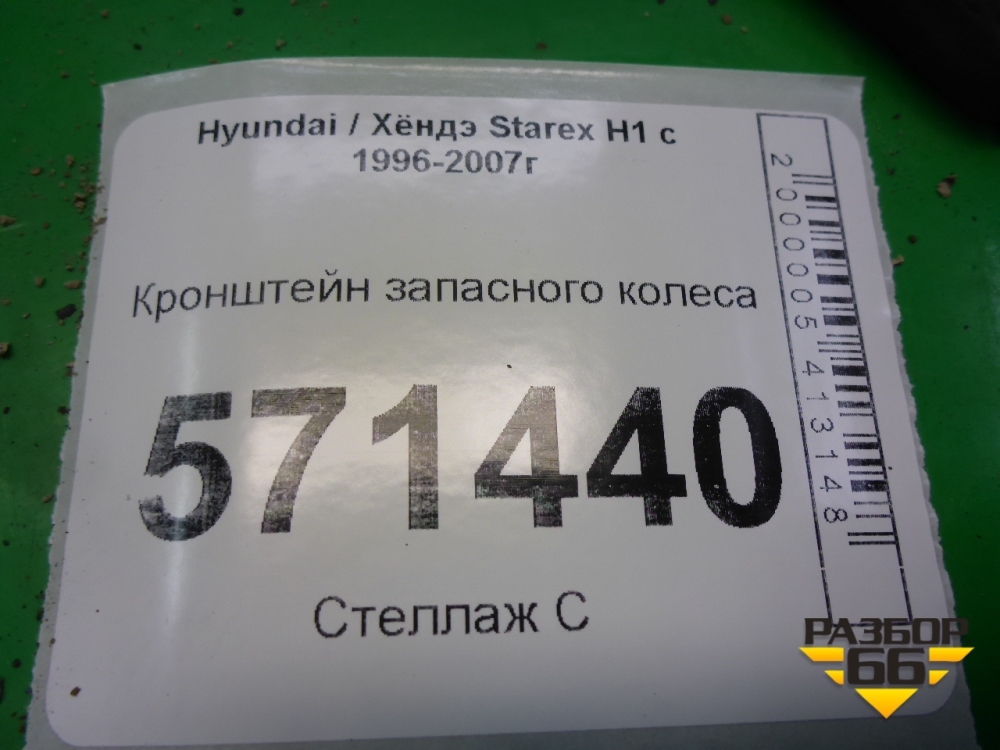 Hyundai / Хёндэ Starex H1 с
1996-2007г
Кронштейн запасного колеса
571440
Стеллаж С
2000005413148
РАЗБОР
66